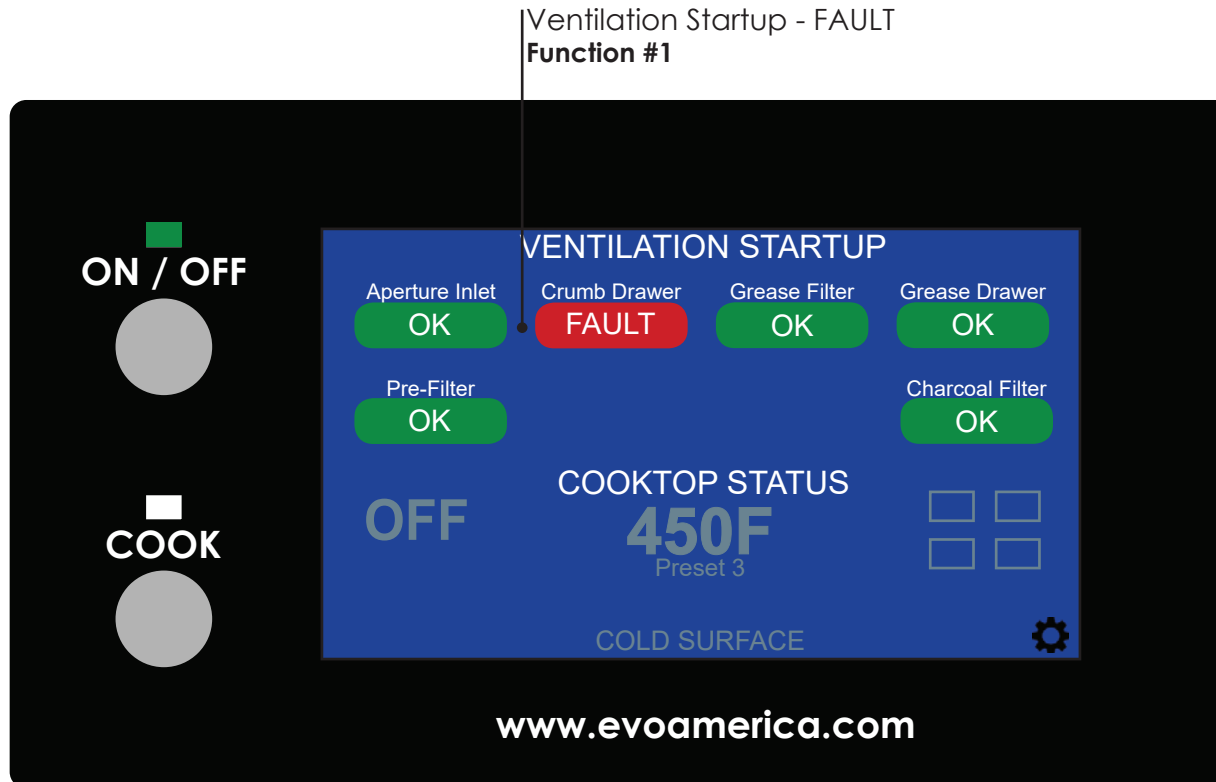 Ventilation Startup - FAULT
Function #1
ON / OFF
VENTILATION STARTUP
Aperture Inlet Crumb Drawer Grease Filter Grease Drawer
OK FAULT OK OK
Pre-Filter Charcoal Filter
OK OK
COOKTOP STATUS
OFF 450F
Preset 3
COOK
COLD SURFACE
www.evoamerica.com